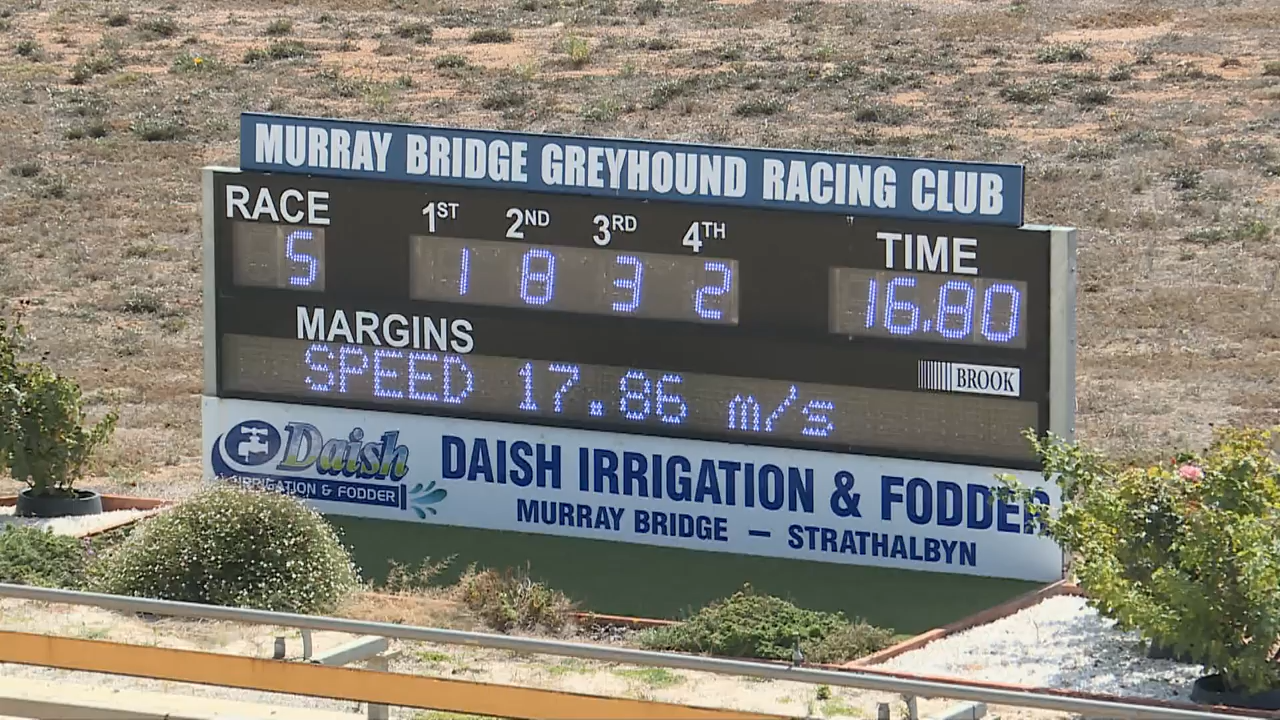 MURRAY BRIDGE GREYHOUND RACING CLUB
RACE 1ST 2ND 3RD 4TH TIME
5 1 8 3 2 16.80
MARGINS
SPEED 17.86 m/s
BROOK
Daish
IRRIGATION & FODDER
DAISH IRRIGATION & FODDER
MURRAY BRIDGE — STRATHALBYN